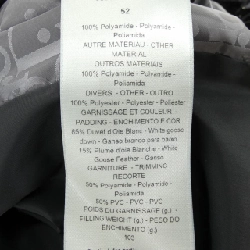 52
100% Polyamide - Polyamide -
Poliamida
AUTRE MATERIAU - OTHER
MATERIAL
OUTROS MATERIAIS
100% Polyamide - Polyamide -
Poliamida
DIVERS - OTHER - OUTRO
100% Polyester - Polyester -
Poliester
GARNISSAGE ET COULEUR
PADDING - ENCHIMENTO E COR
85% Duvet d'Oie Blanc - White goose
down - Ganso branco para baixo
15% Plume d'oie Blanche - White
Goose Feather - Ganso
GARNITURE - TRIMMING
RECORTE
50% Polyamide - Polyamide -
Poliamida
50% PVC - PVC - PVC
POIDS DU GARNISSAGE (g.) -
FILLING WEIGHT (g.) - PESO DO
ENCHIMENTO (g.)